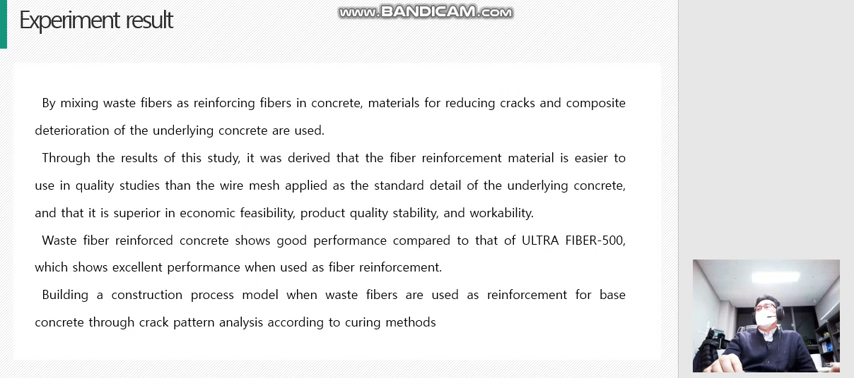 Experiment result
www.BANDICAM.com
By mixing waste fibers as reinforcing fibers in concrete, materials for reducing cracks and composite
deterioration of the underlying concrete are used.
Through the results of this study, it was derived that the fiber reinforcement material is easier to
use in quality studies than the wire mesh applied as the standard detail of the underlying concrete,
and that it is superior in economic feasibility, product quality stability, and workability.
Waste fiber reinforced concrete shows good performance compared to that of ULTRA FIBER-500,
which shows excellent performance when used as fiber reinforcement.
Building a construction process model when waste fibers are used as reinforcement for base
concrete through crack pattern analysis according to curing methods